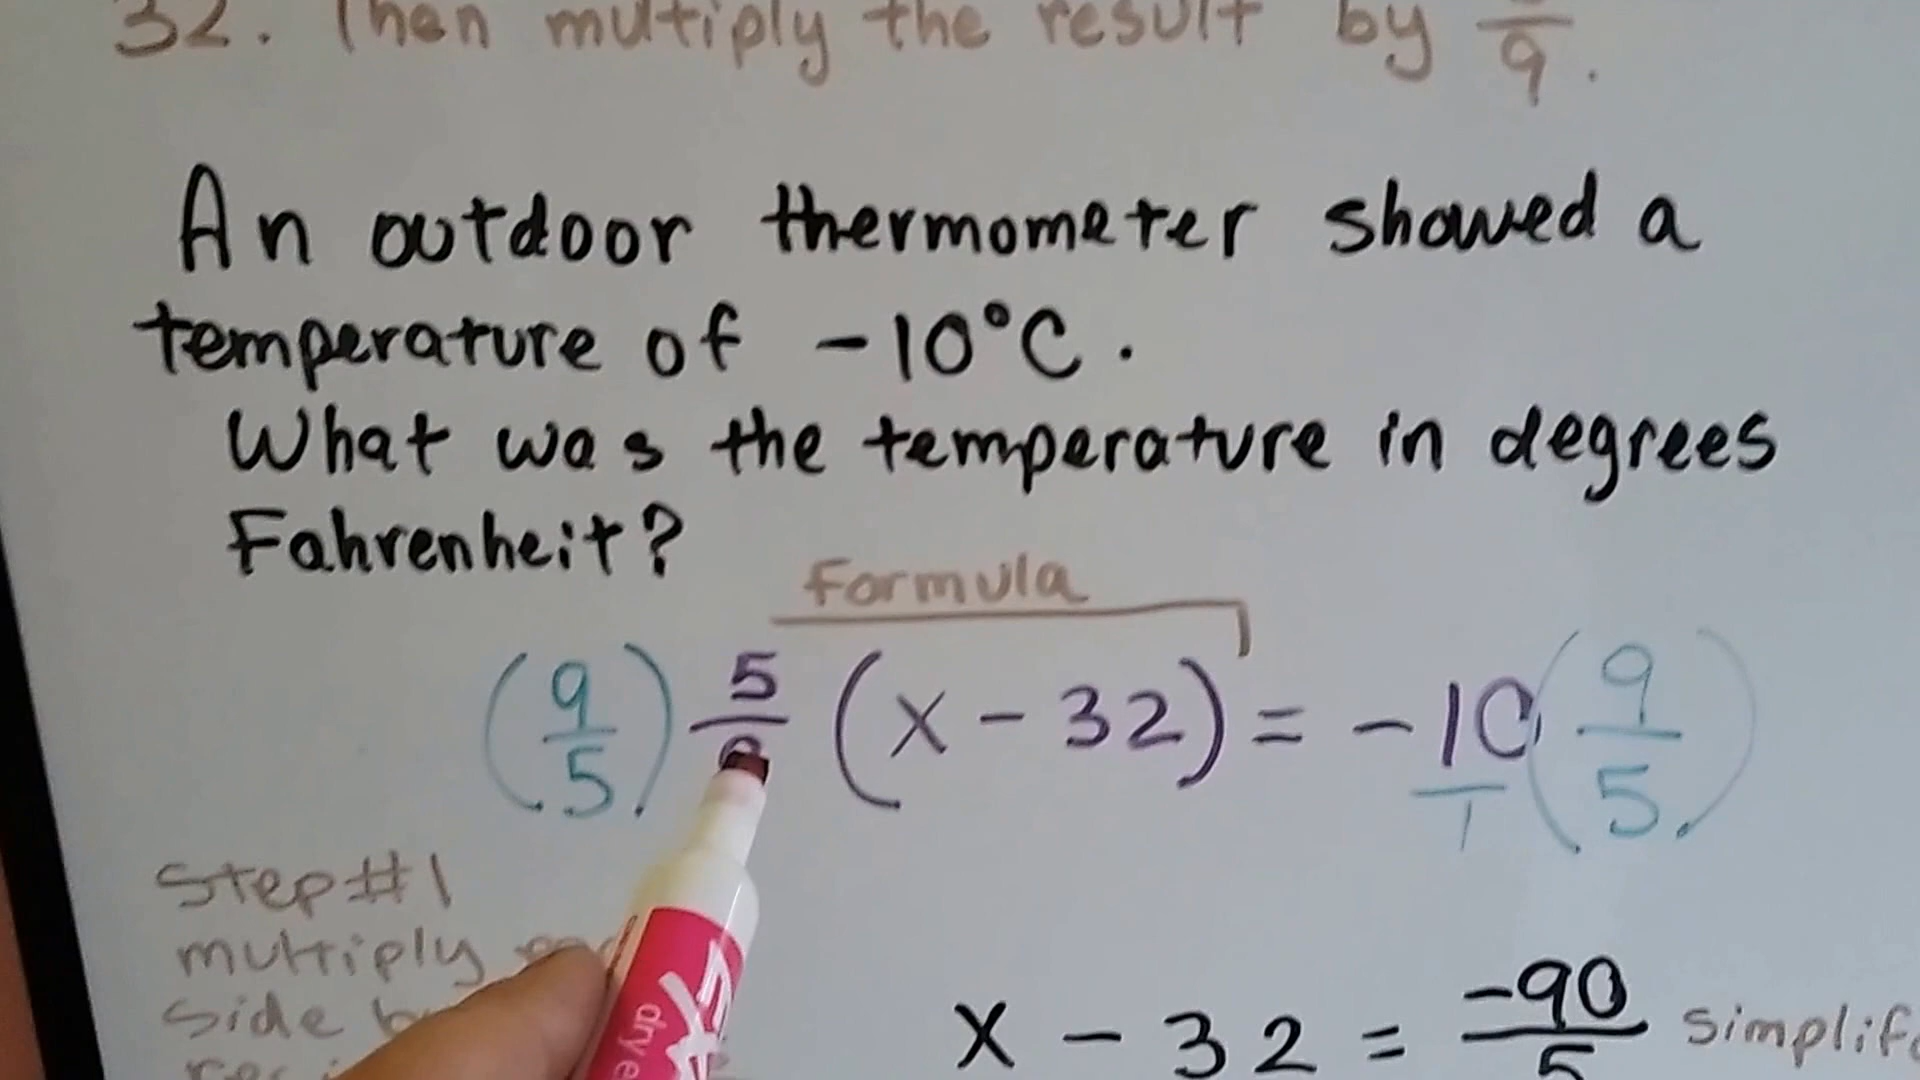 32. Then multiply the result by /9.
An outdoor thermometer showed a
temperature of -10°C.
What was the temperature in degrees
Fahrenheit?
Formula
(9/5) 5/9 (x - 32) = -10/1 (9/5)
Step #1
multiply
side
x - 32 = -90/5